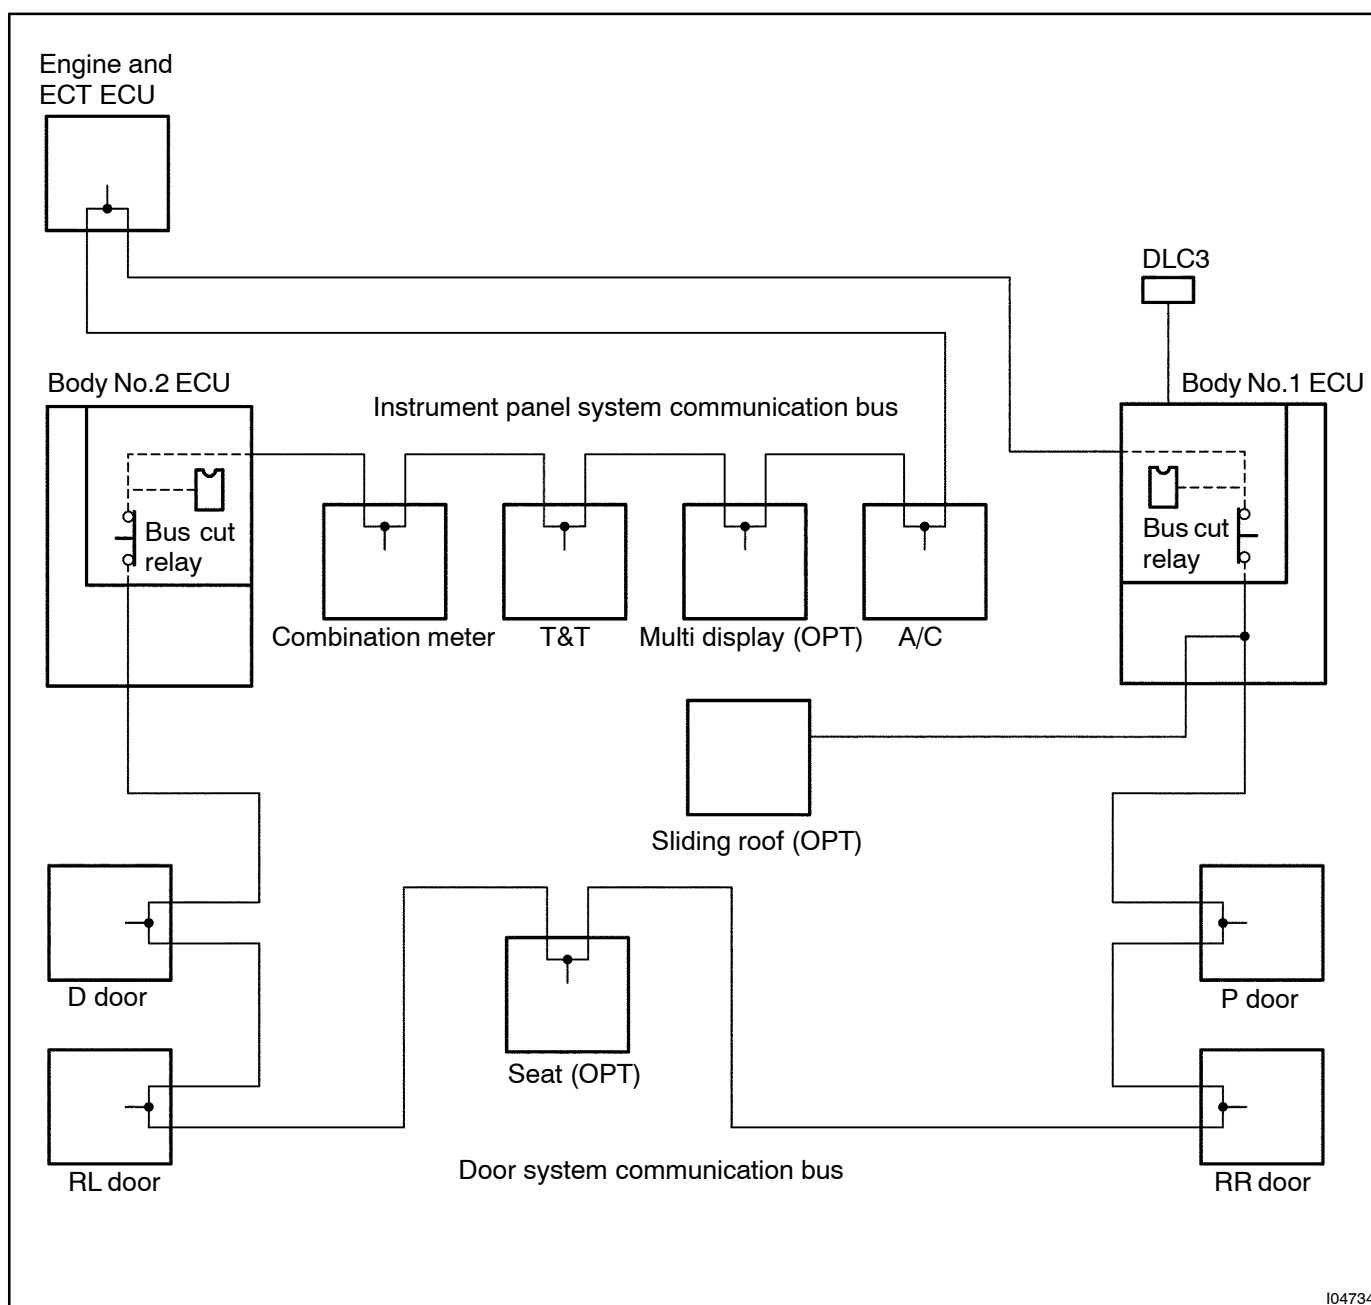 Engine and
ECT ECU
DLC3
Body No.2 ECU
Body No.1 ECU
Instrument panel system communication bus
Bus cut
relay
Bus cut
relay
Combination meter
T&T
Multi display (OPT)
A/C
Sliding roof (OPT)
D door
P door
Seat (OPT)
RL door
Door system communication bus
RR door
I04734